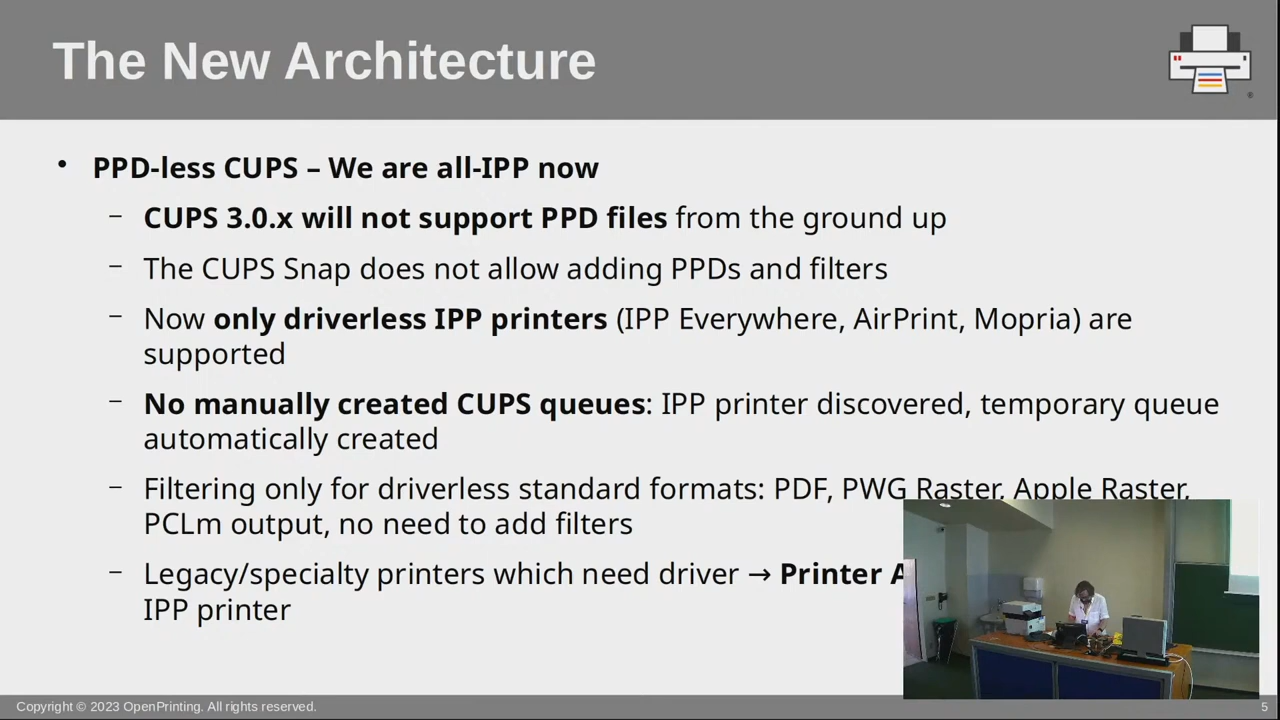 The New Architecture
®
• PPD-less CUPS – We are all-IPP now
– CUPS 3.0.x will not support PPD files from the ground up
– The CUPS Snap does not allow adding PPDs and filters
– Now only driverless IPP printers (IPP Everywhere, AirPrint, Mopria) are
supported
– No manually created CUPS queues: IPP printer discovered, temporary queue
automatically created
– Filtering only for driverless standard formats: PDF, PWG Raster, Apple Raster,
PCLm output, no need to add filters
– Legacy/specialty printers which need driver → Printer
IPP printer
Copyright © 2023 OpenPrinting. All rights reserved.
5